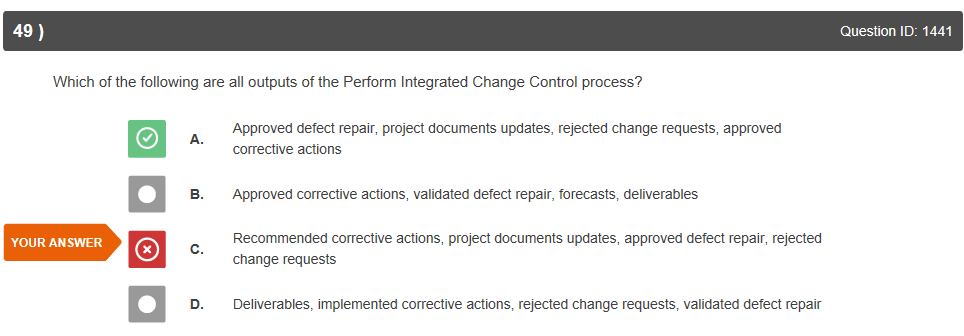 49 )
Question ID: 1441
Which of the following are all outputs of the Perform Integrated Change Control process?
A.
Approved defect repair, project documents updates, rejected change requests, approved
corrective actions
B.
Approved corrective actions, validated defect repair, forecasts, deliverables
YOUR ANSWER
C.
Recommended corrective actions, project documents updates, approved defect repair, rejected
change requests
D.
Deliverables, implemented corrective actions, rejected change requests, validated defect repair